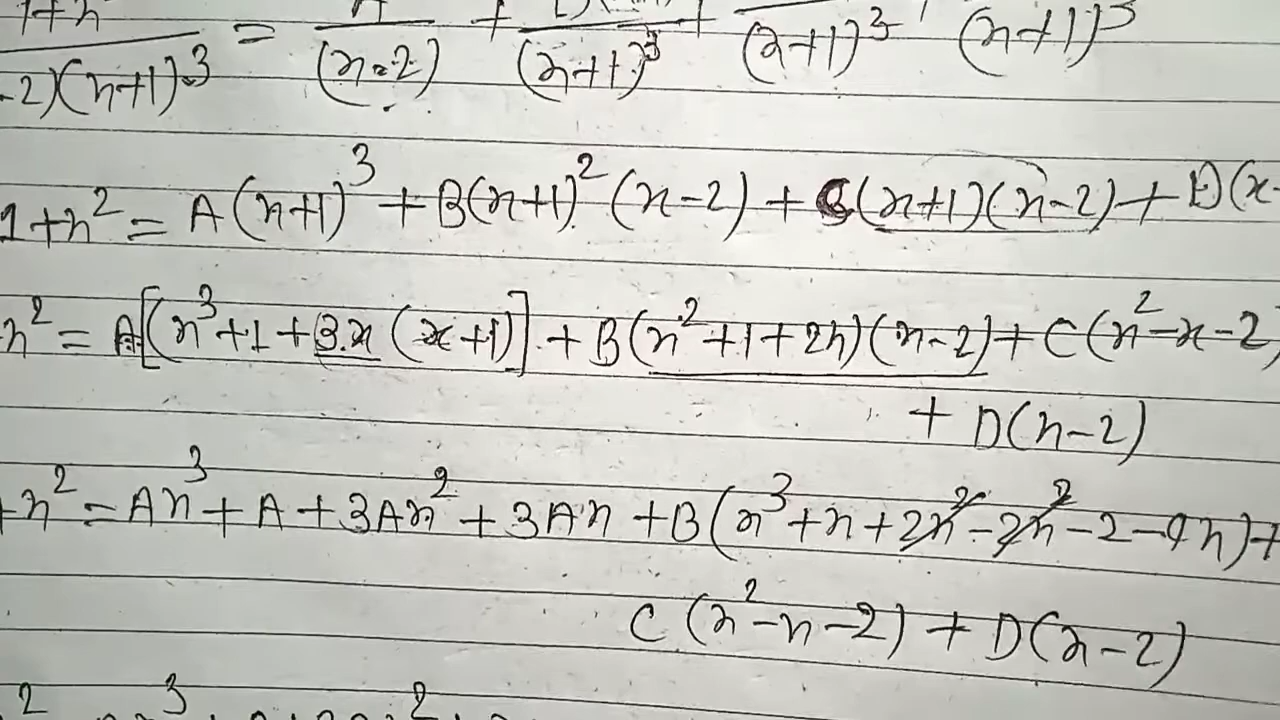 1+x = A/(x-2) + /(x+1)^3 + /(x+1)^2 /(x+1)^3
-2)(x+1)^3
1+x^2 = A(x+1)^3 + B(x+1)^2 (x-2) + C(x+1)(x-2) + D(x-
x^2 = A[(x^3+1+3.x(x+1)] + B(x^2+1+2x)(x-2) + C(x^2-x-2)
+ D(x-2)
+x^2 = Ax^3 + A + 3Ax^2 + 3Ax + B(x^3+x+2x^2-2x^2-2-4x) +
C(x^2-x-2) + D(x-2)